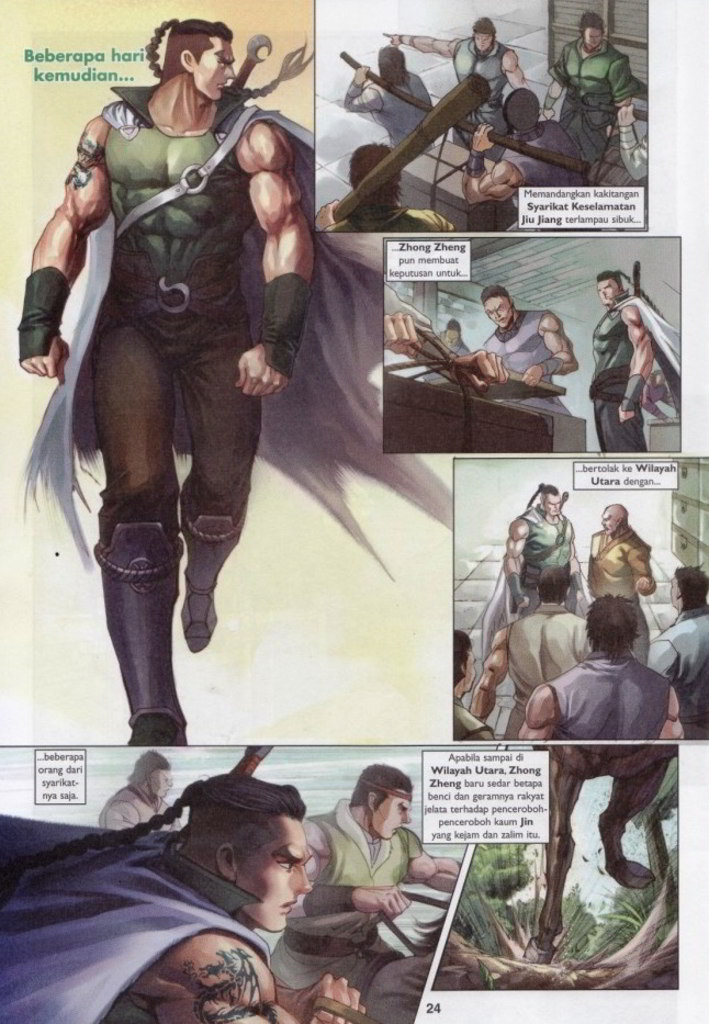 Beberapa hari
kemudian...
Memandangkan kakitangan
Syarikat Keselamatan
Jiu Jiang terlampau sibuk...
...Zhong Zheng
pun membuat
keputusan untuk...
...bertolak ke Wilayah
Utara dengan...
...beberapa
orang dari
syarikat-
nya saja.
Apabila sampai di
Wilayah Utara, Zhong
Zheng baru sedar betapa
benci dan geramnya rakyat
jelata terhadap penceroboh-
penceroboh kaum Jin
yang kejam dan zalim itu.
24